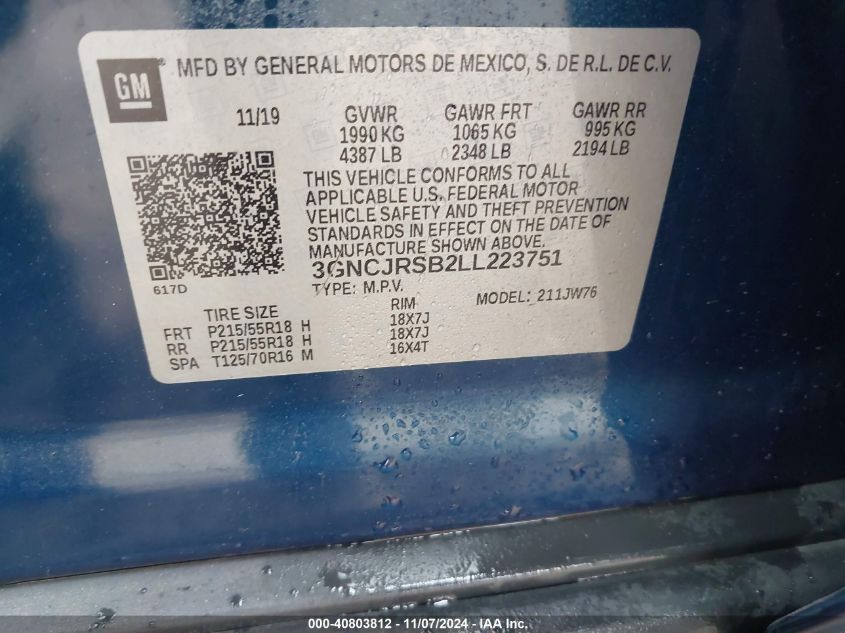 GM
MFD BY GENERAL MOTORS DE MEXICO, S. DE R.L. DE C.V.
11/19 GVWR GAWR FRT GAWR RR
1990 KG 1065 KG 995 KG
4387 LB 2348 LB 2194 LB
THIS VEHICLE CONFORMS TO ALL
APPLICABLE U.S. FEDERAL MOTOR
VEHICLE SAFETY AND THEFT PREVENTION
STANDARDS IN EFFECT ON THE DATE OF
MANUFACTURE SHOWN ABOVE.
617D
3GNCJRSB2LL223751
TYPE: M.P.V. MODEL: 211JW76
TIRE SIZE RIM
FRT P215/55R18 H 18X7J
RR P215/55R18 H 18X7J
SPA T125/70R16 M 16X4T
000-40803812 - 11/07/2024 - IAA Inc.